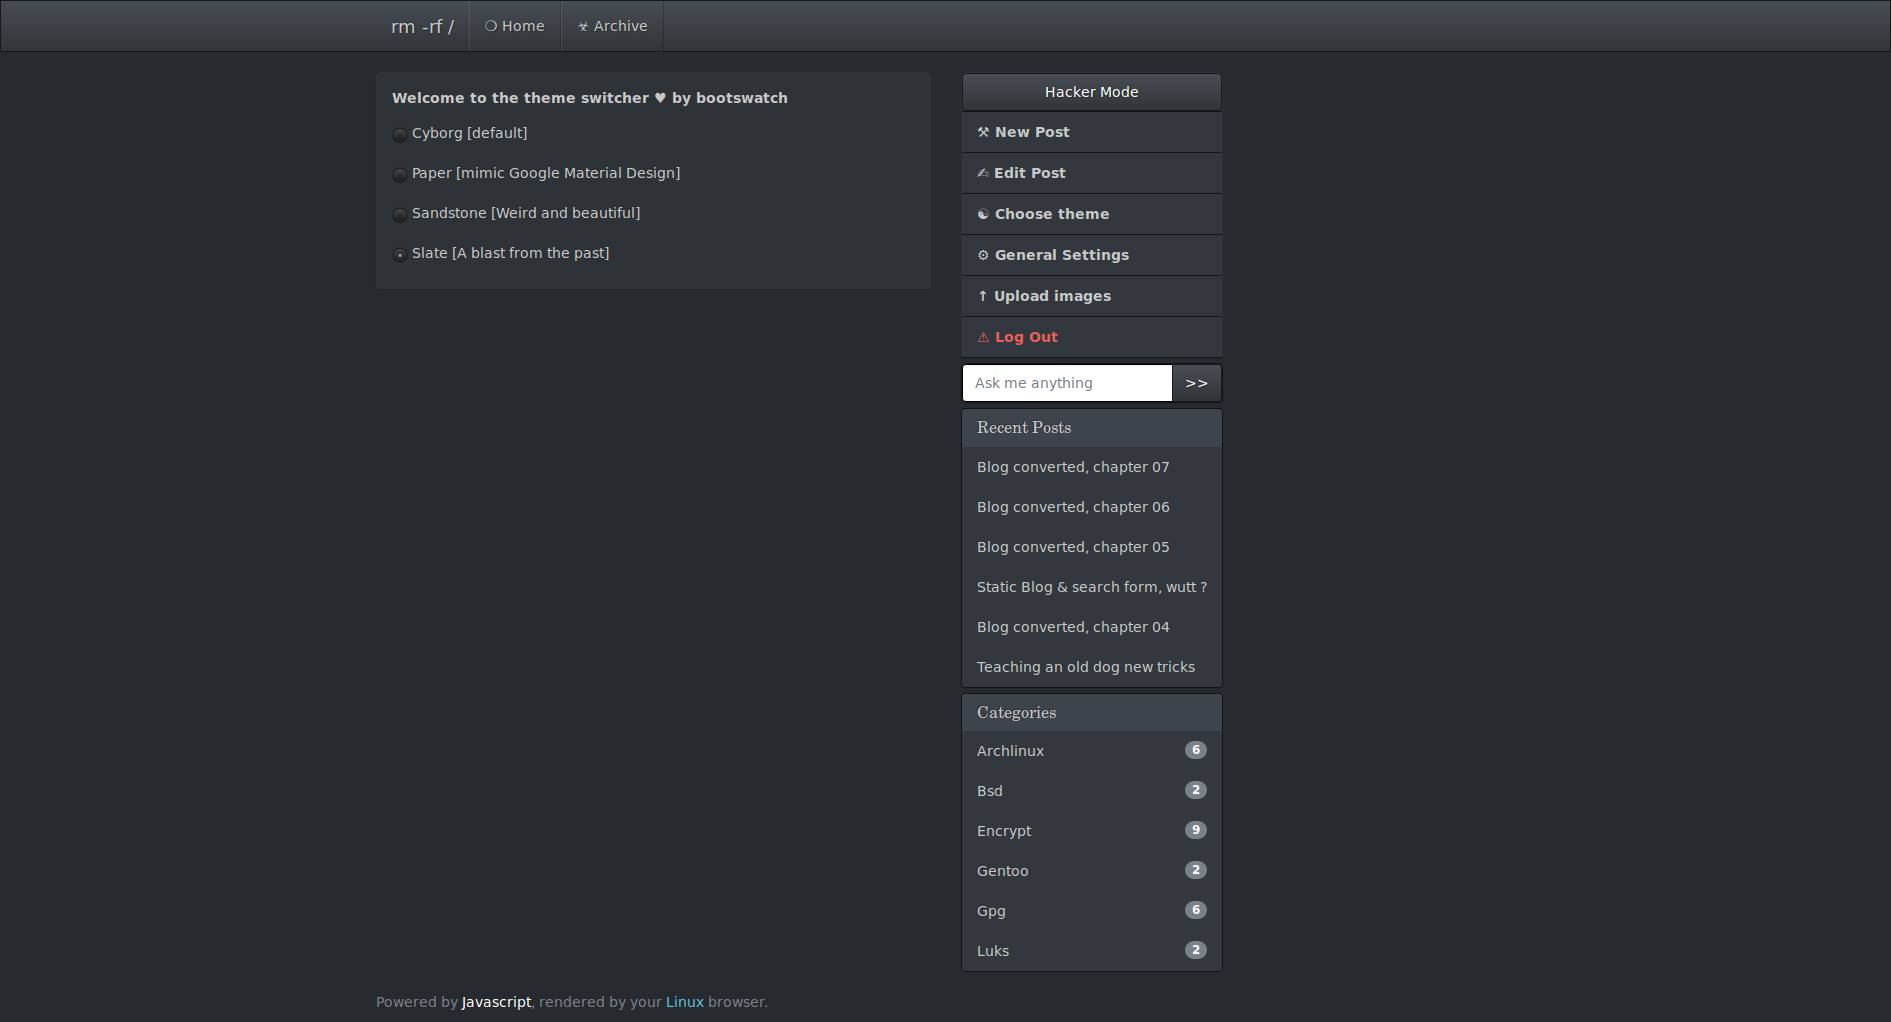 rm -rf /
❍ Home
☣ Archive
Welcome to the theme switcher ♥ by bootswatch
Cyborg [default]
Paper [mimic Google Material Design]
Sandstone [Weird and beautiful]
Slate [A blast from the past]
Hacker Mode
⚒ New Post
✍ Edit Post
☯ Choose theme
⚙ General Settings
↑ Upload images
⚠ Log Out
Ask me anything >>
Recent Posts
Blog converted, chapter 07
Blog converted, chapter 06
Blog converted, chapter 05
Static Blog & search form, wutt ?
Blog converted, chapter 04
Teaching an old dog new tricks
Categories
Archlinux 6
Bsd 2
Encrypt 9
Gentoo 2
Gpg 6
Luks 2
Powered by Javascript, rendered by your Linux browser.